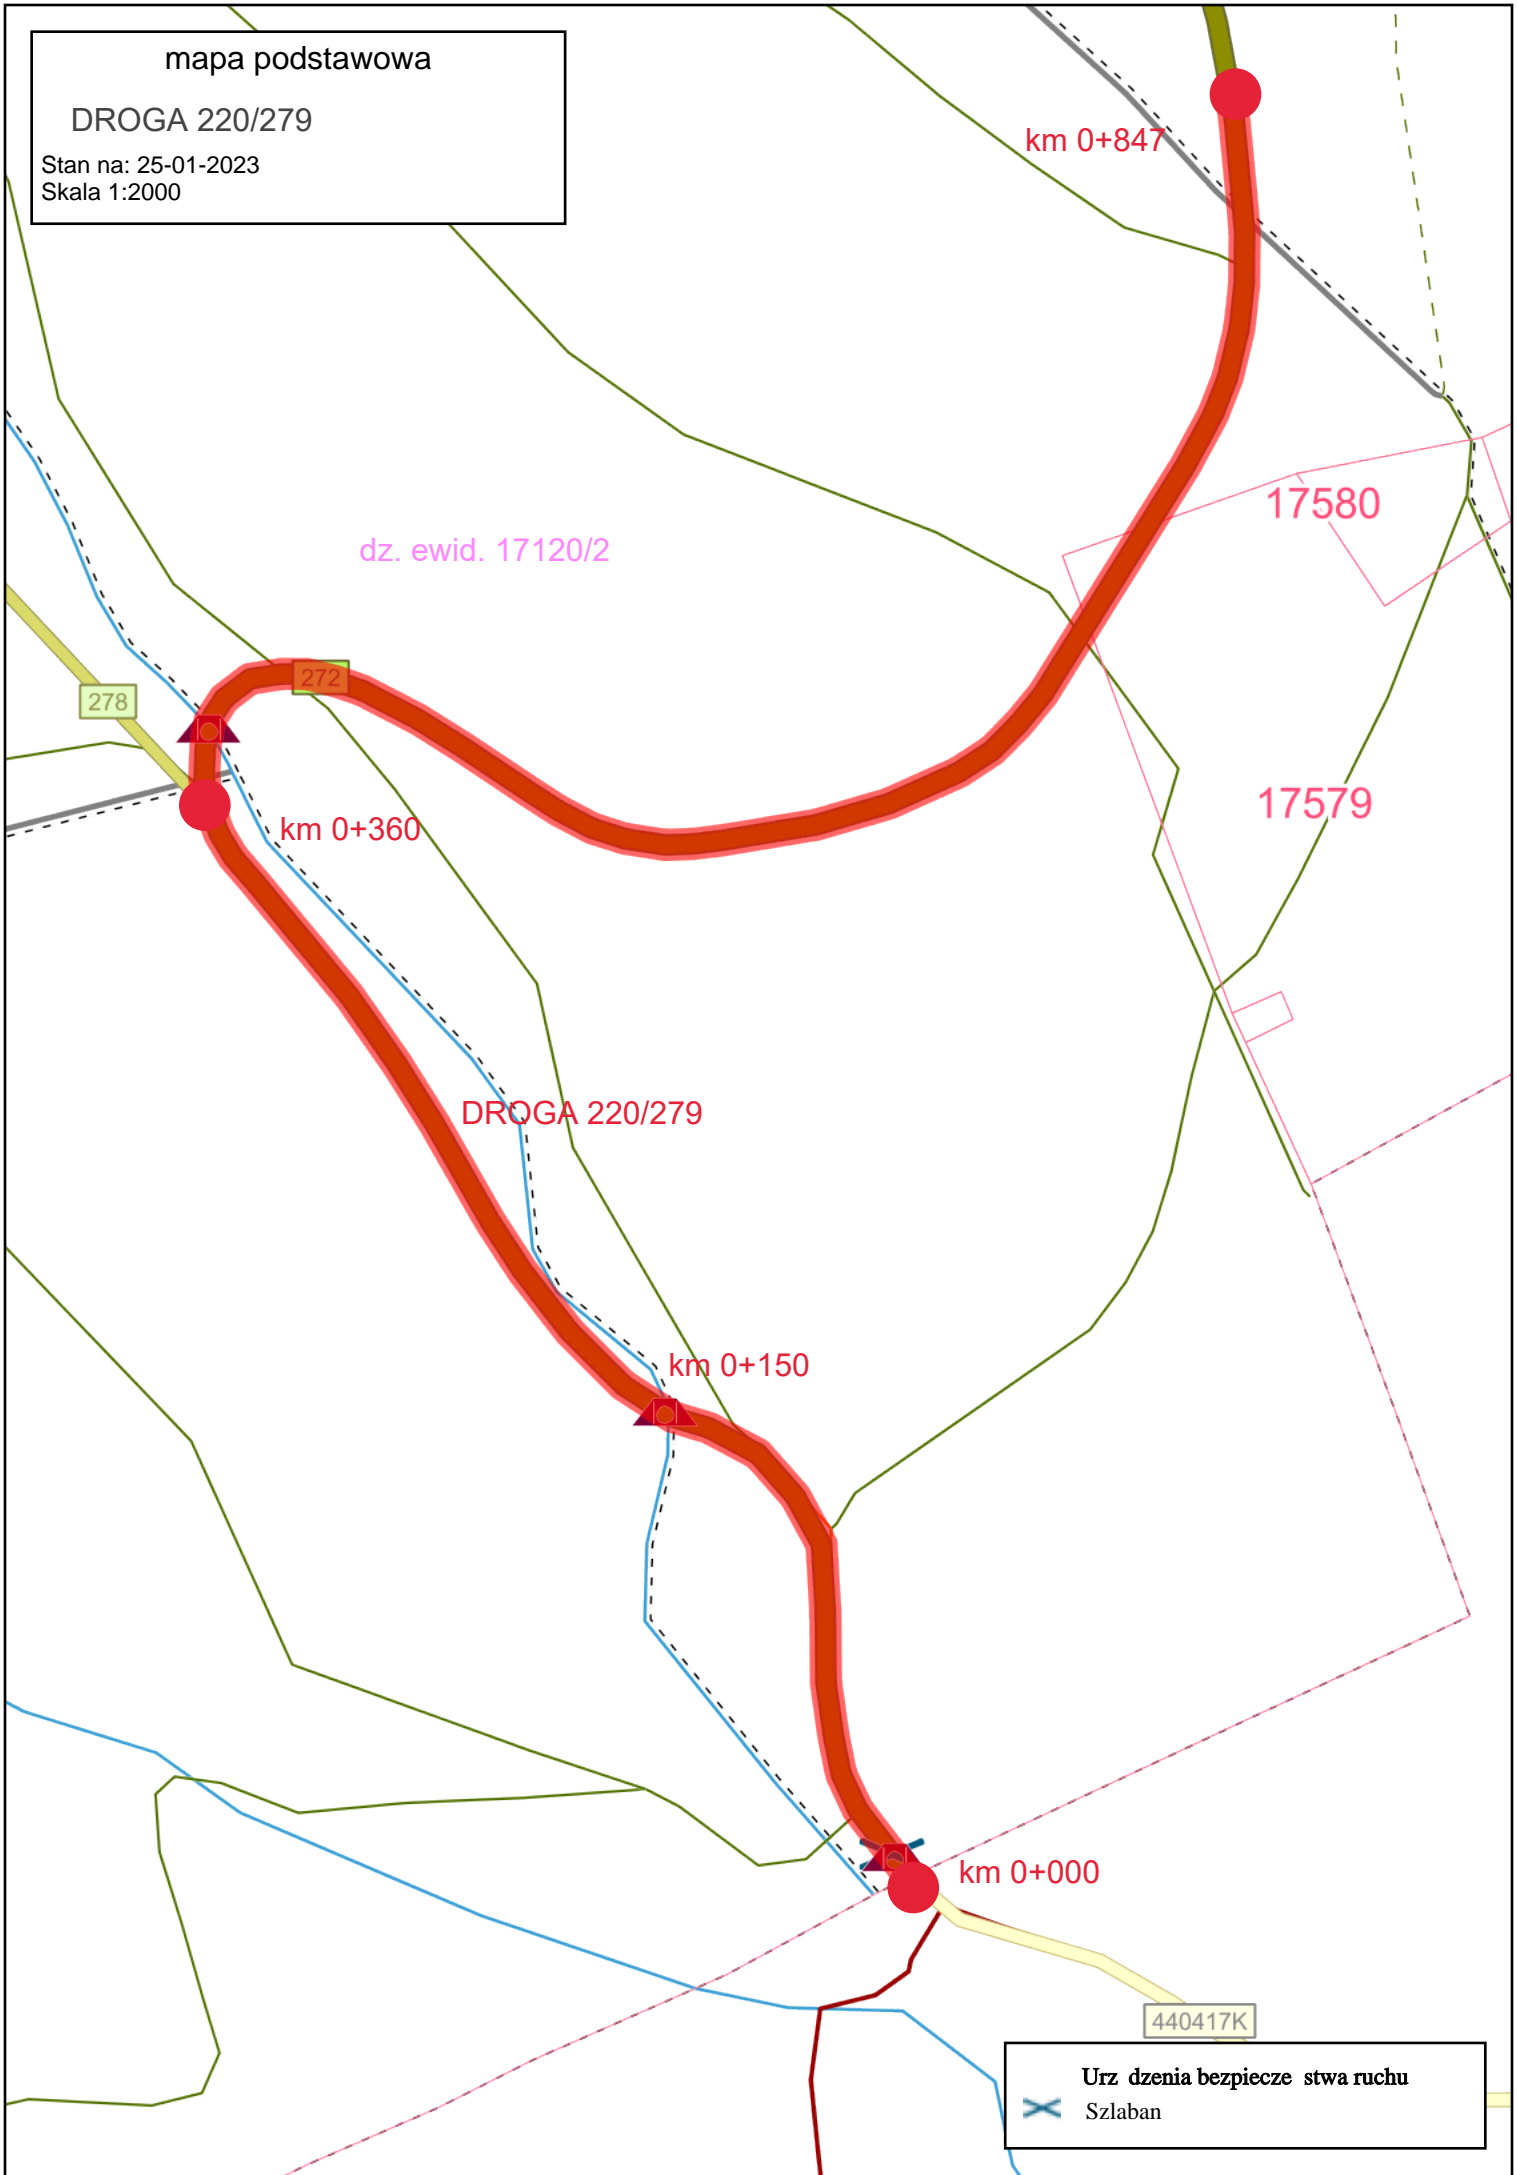 mapa podstawowa
DROGA 220/279
Stan na: 25-01-2023
Skala 1:2000
km 0+847
17580
dz. ewid. 17120/2
272
278
17579
km 0+360
DROGA 220/279
km 0+150
km 0+000
440417K
Urz dzenia bezpiecze stwa ruchu
Szlaban